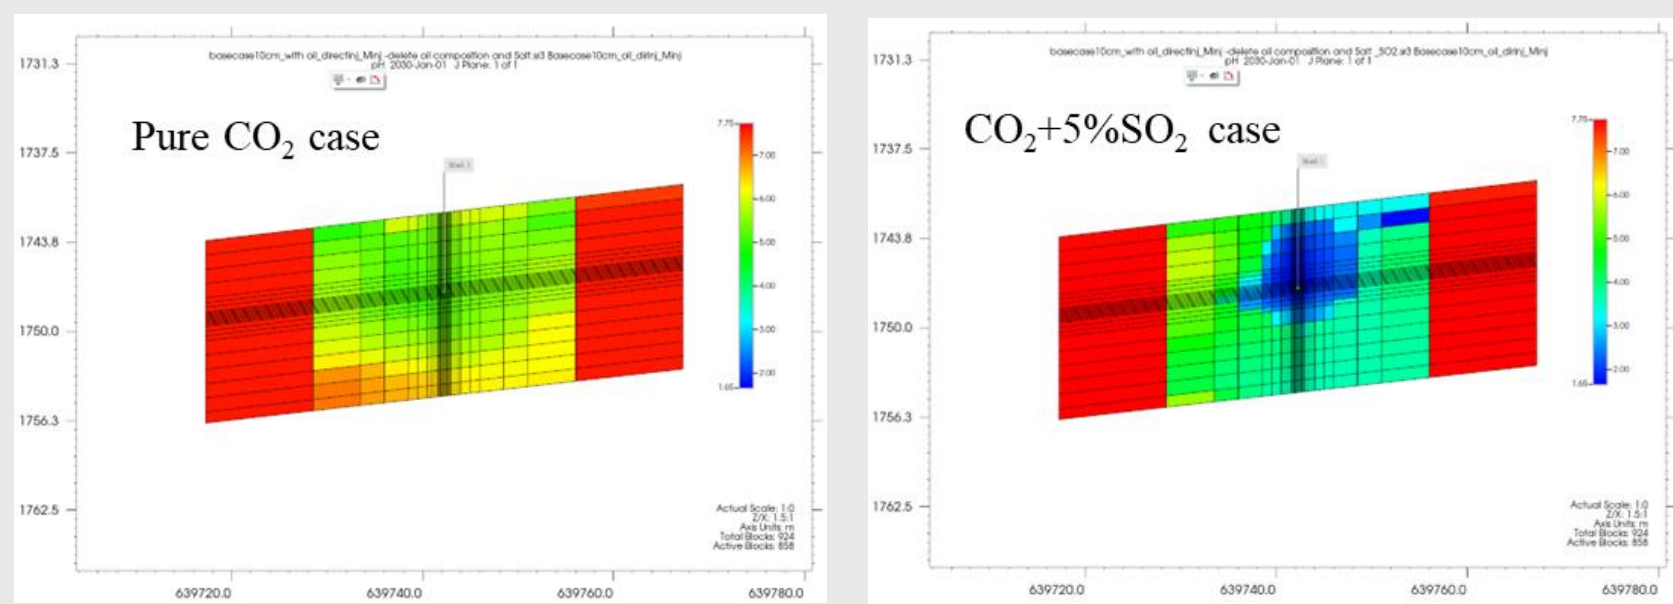 basecase10cm_with oil_directinj_Minj -delete oil composition and Salt.sr3 Basecase10cm_oil_dirinj_Minj
pH 2030-Jan-01 J Plane: 1 of 1
Pure CO₂ case
Well-1
1731.3
1737.5
1743.8
1750.0
1756.3
1762.5
7.75
7.00
6.00
5.00
4.00
3.00
2.00
1.65
Actual Scale: 1:0
Z/X: 1.5:1
Axis Units: m
Total Blocks: 924
Active Blocks: 858
639720.0
639740.0
639760.0
639780.0
basecase10cm_with oil_directinj_Minj -delete oil composition and Salt _SO2.sr3 Basecase10cm_oil_dirinj_Minj
pH 2030-Jan-01 J Plane: 1 of 1
CO₂+5%SO₂ case
Well-1
1731.3
1737.5
1743.8
1750.0
1756.3
1762.5
7.75
7.00
6.00
5.00
4.00
3.00
2.00
1.65
Actual Scale: 1:0
Z/X: 1.5:1
Axis Units: m
Total Blocks: 924
Active Blocks: 858
639720.0
639740.0
639760.0
639780.0